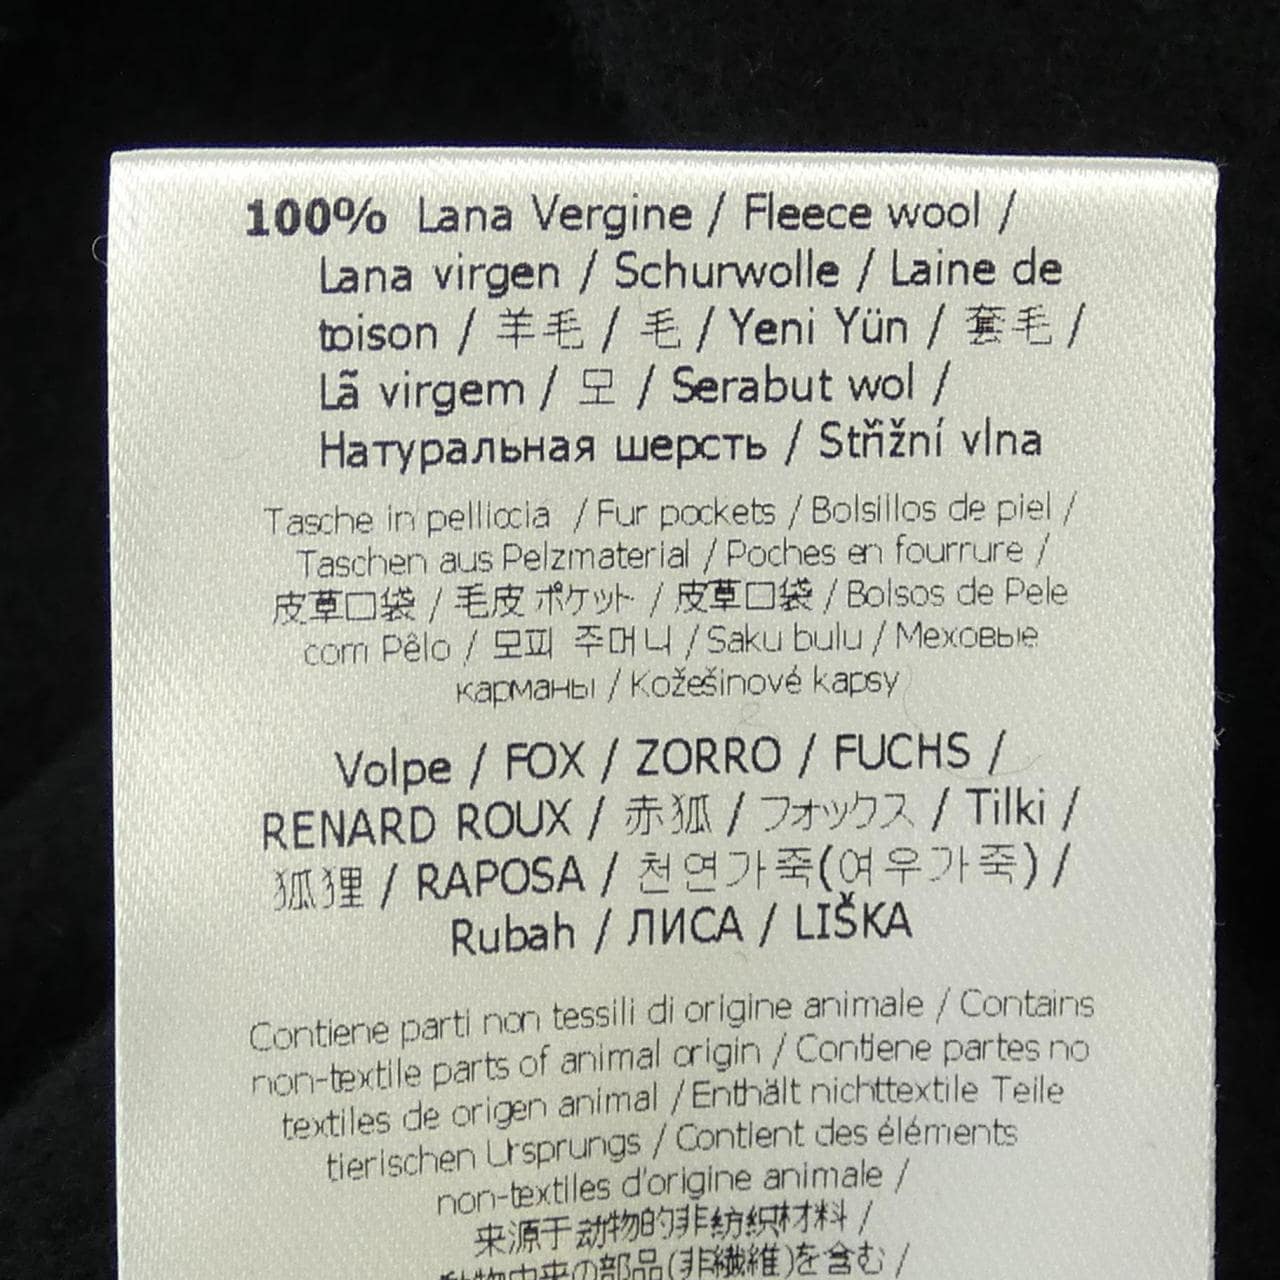 100% Lana Vergine / Fleece wool /
Lana virgen / Schurwolle / Laine de
toison / 羊毛 / 毛 / Yeni Yün / 套毛 /
Lã virgem / 모 / Serabut wol /
Натуральная шерсть / Střižní vlna
Tasche in pelliccia / Fur pockets / Bolsillos de piel /
Taschen aus Pelzmaterial / Poches en fourrure /
皮草口袋 / 毛皮 ポケット / 皮草口袋 / Bolsos de Pele
com Pêlo / 모피 주머니 / Saku bulu / Меховые
карманы / Kožešinové kapsy
Volpe / FOX / ZORRO / FUCHS /
RENARD ROUX / 赤狐 / フォックス / Tilki /
狐狸 / RAPOSA / 천연가죽(여우가죽) /
Rubah / ЛИСА / LIŠKA
Contiene parti non tessili di origine animale / Contains
non-textile parts of animal origin / Contiene partes no
textiles de origen animal / Enthält nichttextile Teile
tierischen Ursprungs / Contient des éléments
non-textiles d'origine animale /
来源于动物的非纺织材料 /
動物由来の部品(非繊維)を含む /